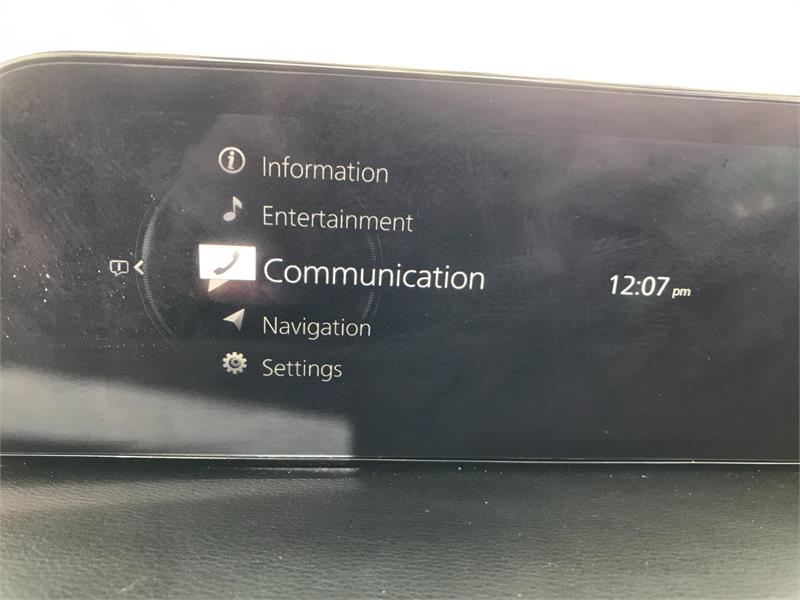 Information
Entertainment
Communication
12:07 pm
Navigation
Settings